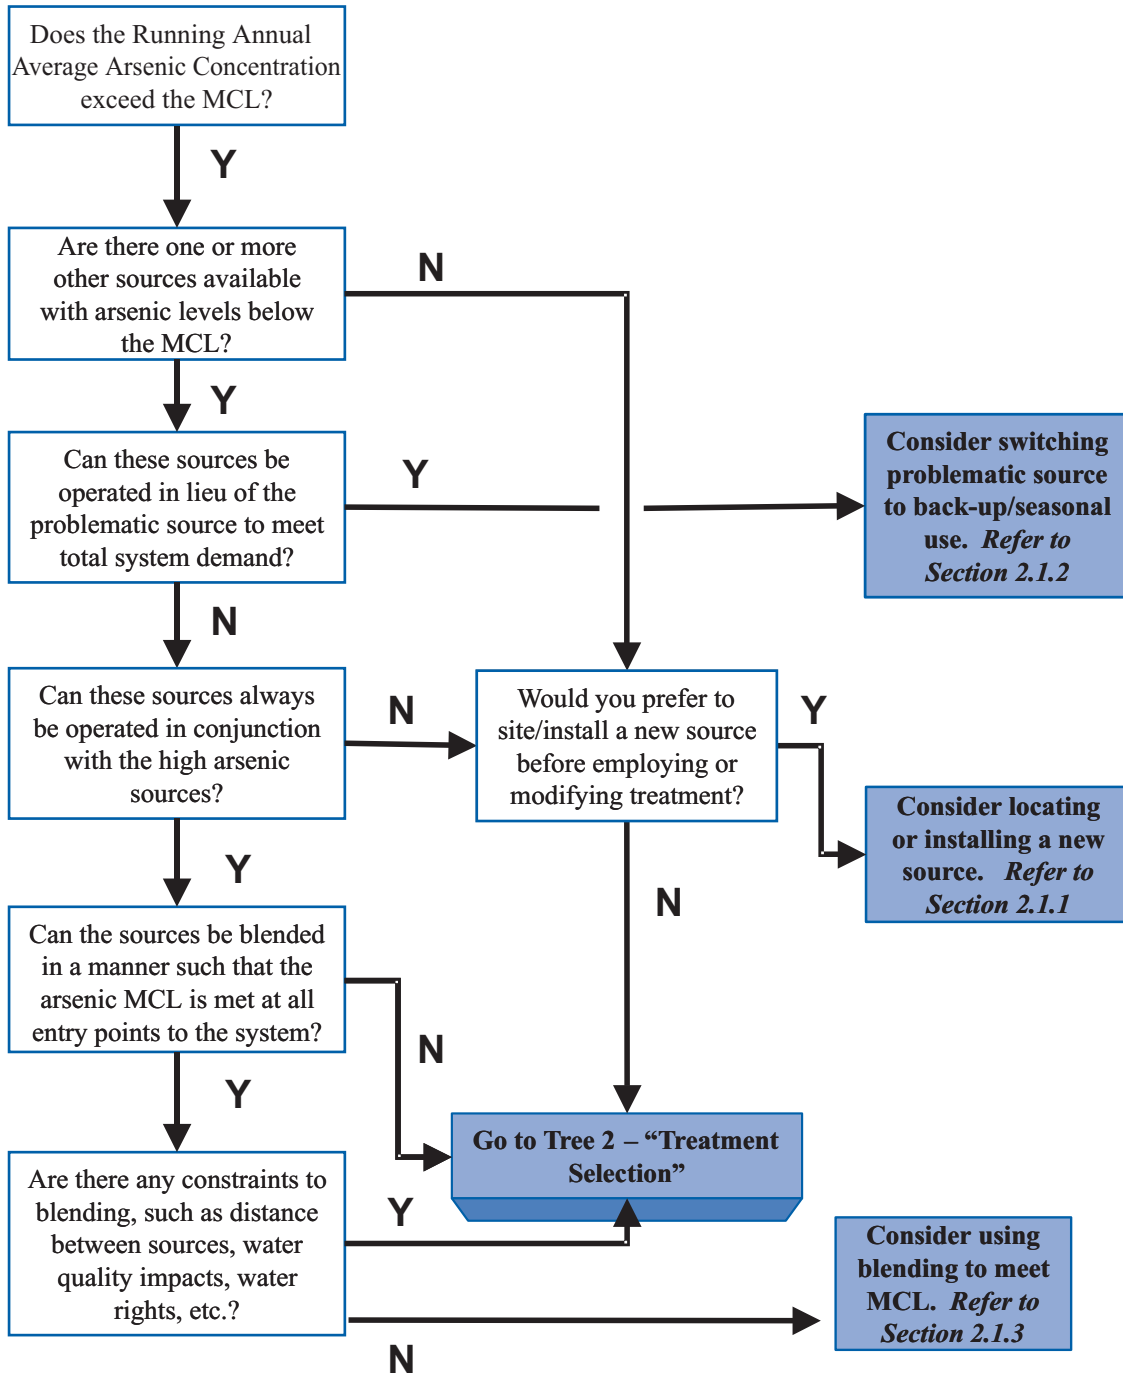 Does the Running Annual
Average Arsenic Concentration
exceed the MCL?
Y
Are there one or more
other sources available
with arsenic levels below
the MCL?
N
Y
Can these sources be
operated in lieu of the
problematic source to meet
total system demand?
Y
Consider switching
problematic source
to back-up/seasonal
use. Refer to
Section 2.1.2
N
Can these sources always
be operated in conjunction
with the high arsenic
sources?
N
Would you prefer to
site/install a new source
before employing or
modifying treatment?
Y
Consider locating
or installing a new
source. Refer to
Section 2.1.1
Y
N
Can the sources be blended
in a manner such that the
arsenic MCL is met at all
entry points to the system?
N
Y
Go to Tree 2 – “Treatment
Selection”
Are there any constraints to
blending, such as distance
between sources, water
quality impacts, water
rights, etc.?
Y
N
Consider using
blending to meet
MCL. Refer to
Section 2.1.3